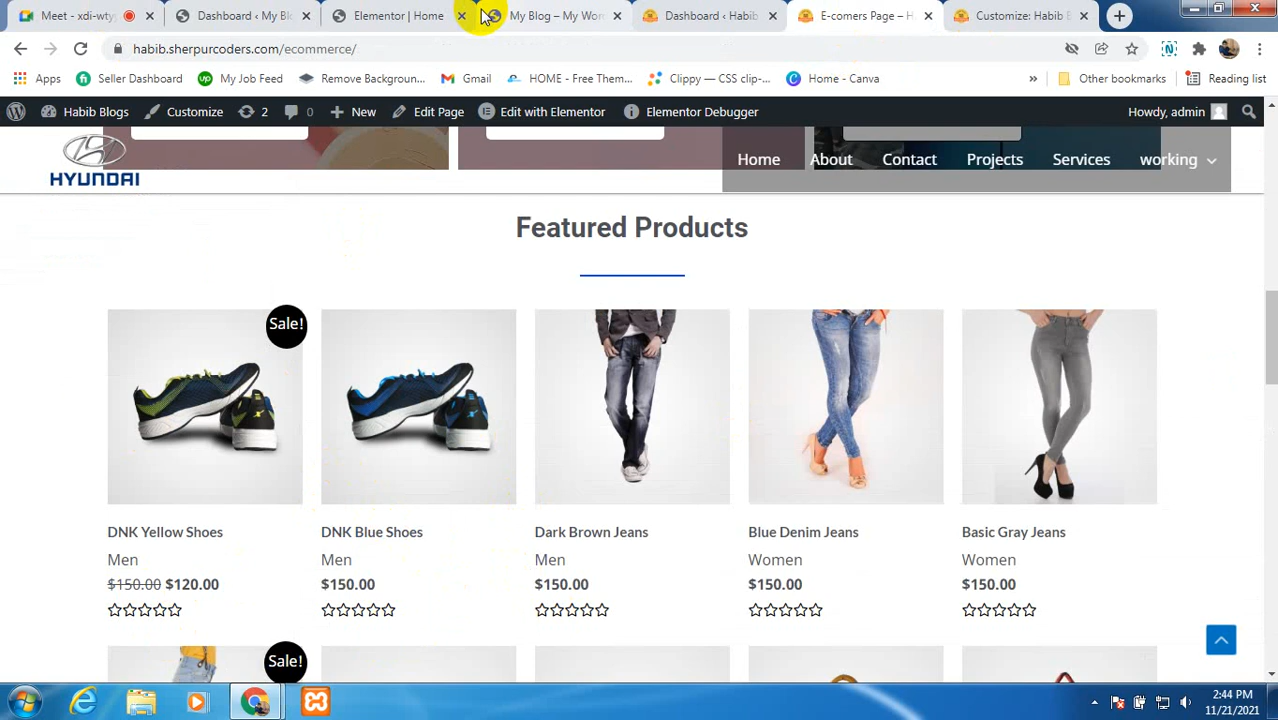 Meet - xdi-wty
Dashboard ‹ My Bl
Elementor | Home
My Blog – My Wor
Dashboard ‹ Habib
E-comers Page – H
Customize: Habib B
habib.sherpurcoders.com/ecommerce/
Apps
Seller Dashboard
My Job Feed
Remove Backgroun...
Gmail
HOME - Free Them...
Clippy — CSS clip-...
Home - Canva
»
Other bookmarks
Reading list
Habib Blogs
Customize
2
0
New
Edit Page
Edit with Elementor
Elementor Debugger
Howdy, admin
HYUNDAI
Home
About
Contact
Projects
Services
working
Featured Products
Sale!
DNK Yellow Shoes
Men
$150.00 $120.00
DNK Blue Shoes
Men
$150.00
Dark Brown Jeans
Men
$150.00
Blue Denim Jeans
Women
$150.00
Basic Gray Jeans
Women
$150.00
Sale!
2:44 PM
11/21/2021